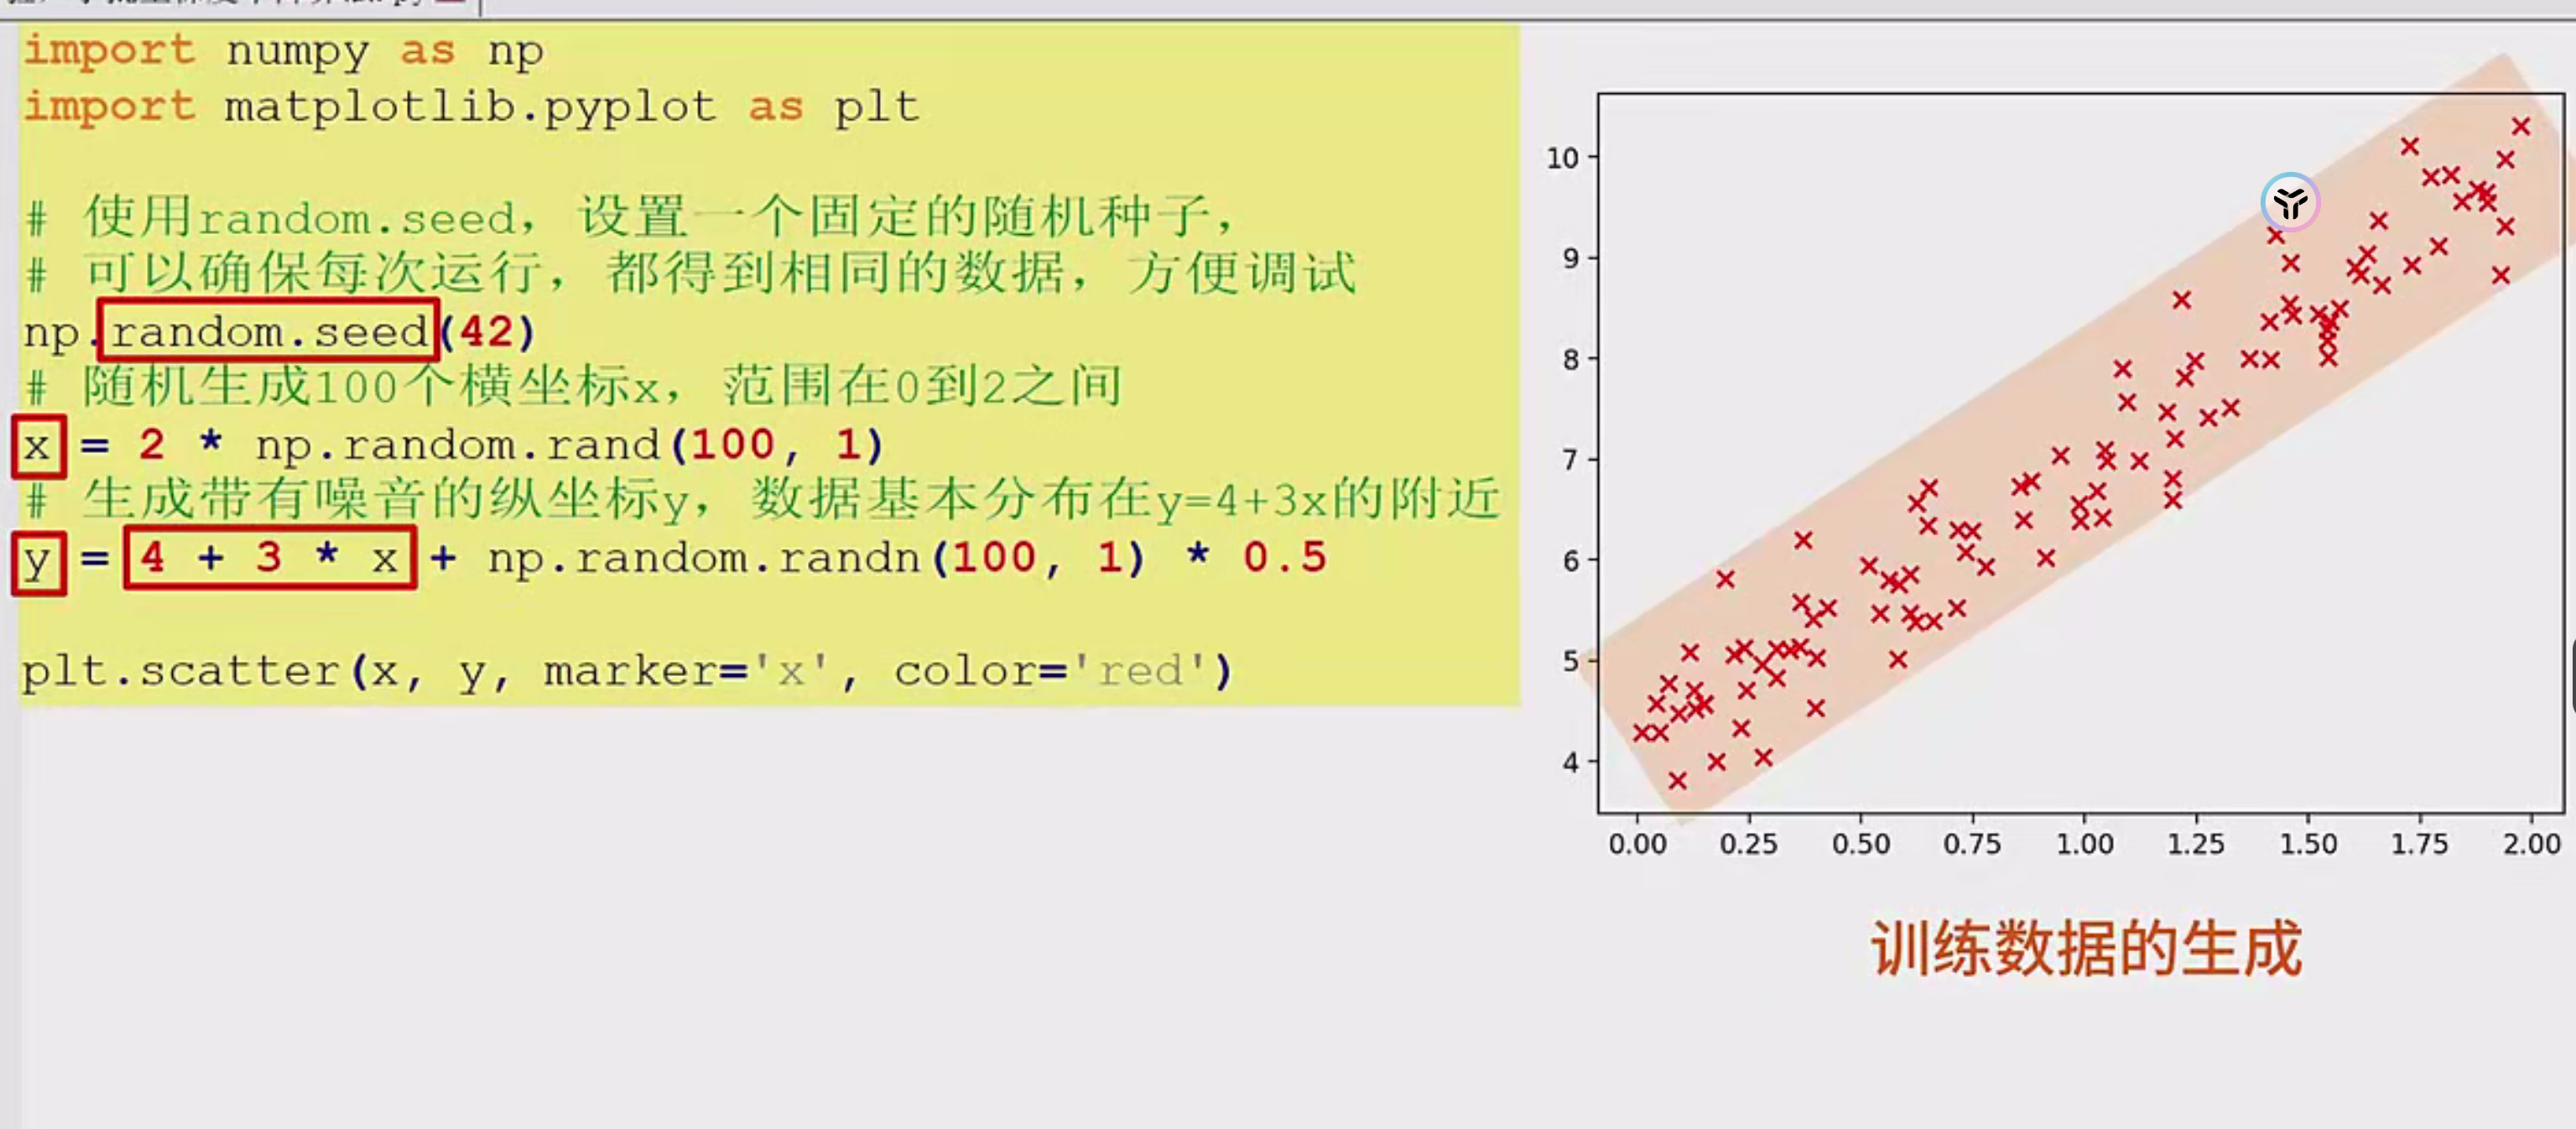 import numpy as np
import matplotlib.pyplot as plt
# 使用random.seed，设置一个固定的随机种子，
# 可以确保每次运行，都得到相同的数据，方便调试
np.random.seed(42)
# 随机生成100个横坐标x，范围在0到2之间
x = 2 * np.random.rand(100, 1)
# 生成带有噪音的纵坐标y，数据基本分布在y=4+3x的附近
y = 4 + 3 * x + np.random.randn(100, 1) * 0.5
plt.scatter(x, y, marker='x', color='red')
10
9
8
7
6
5
4
0.00 0.25 0.50 0.75 1.00 1.25 1.50 1.75 2.00
训练数据的生成